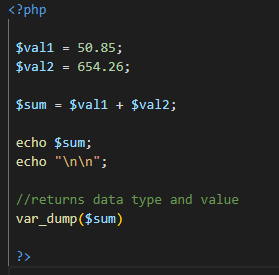 <?php
$val1 = 50.85;
$val2 = 654.26;
$sum = $val1 + $val2;
echo $sum;
echo "\n\n";
//returns data type and value
var_dump($sum)
?>